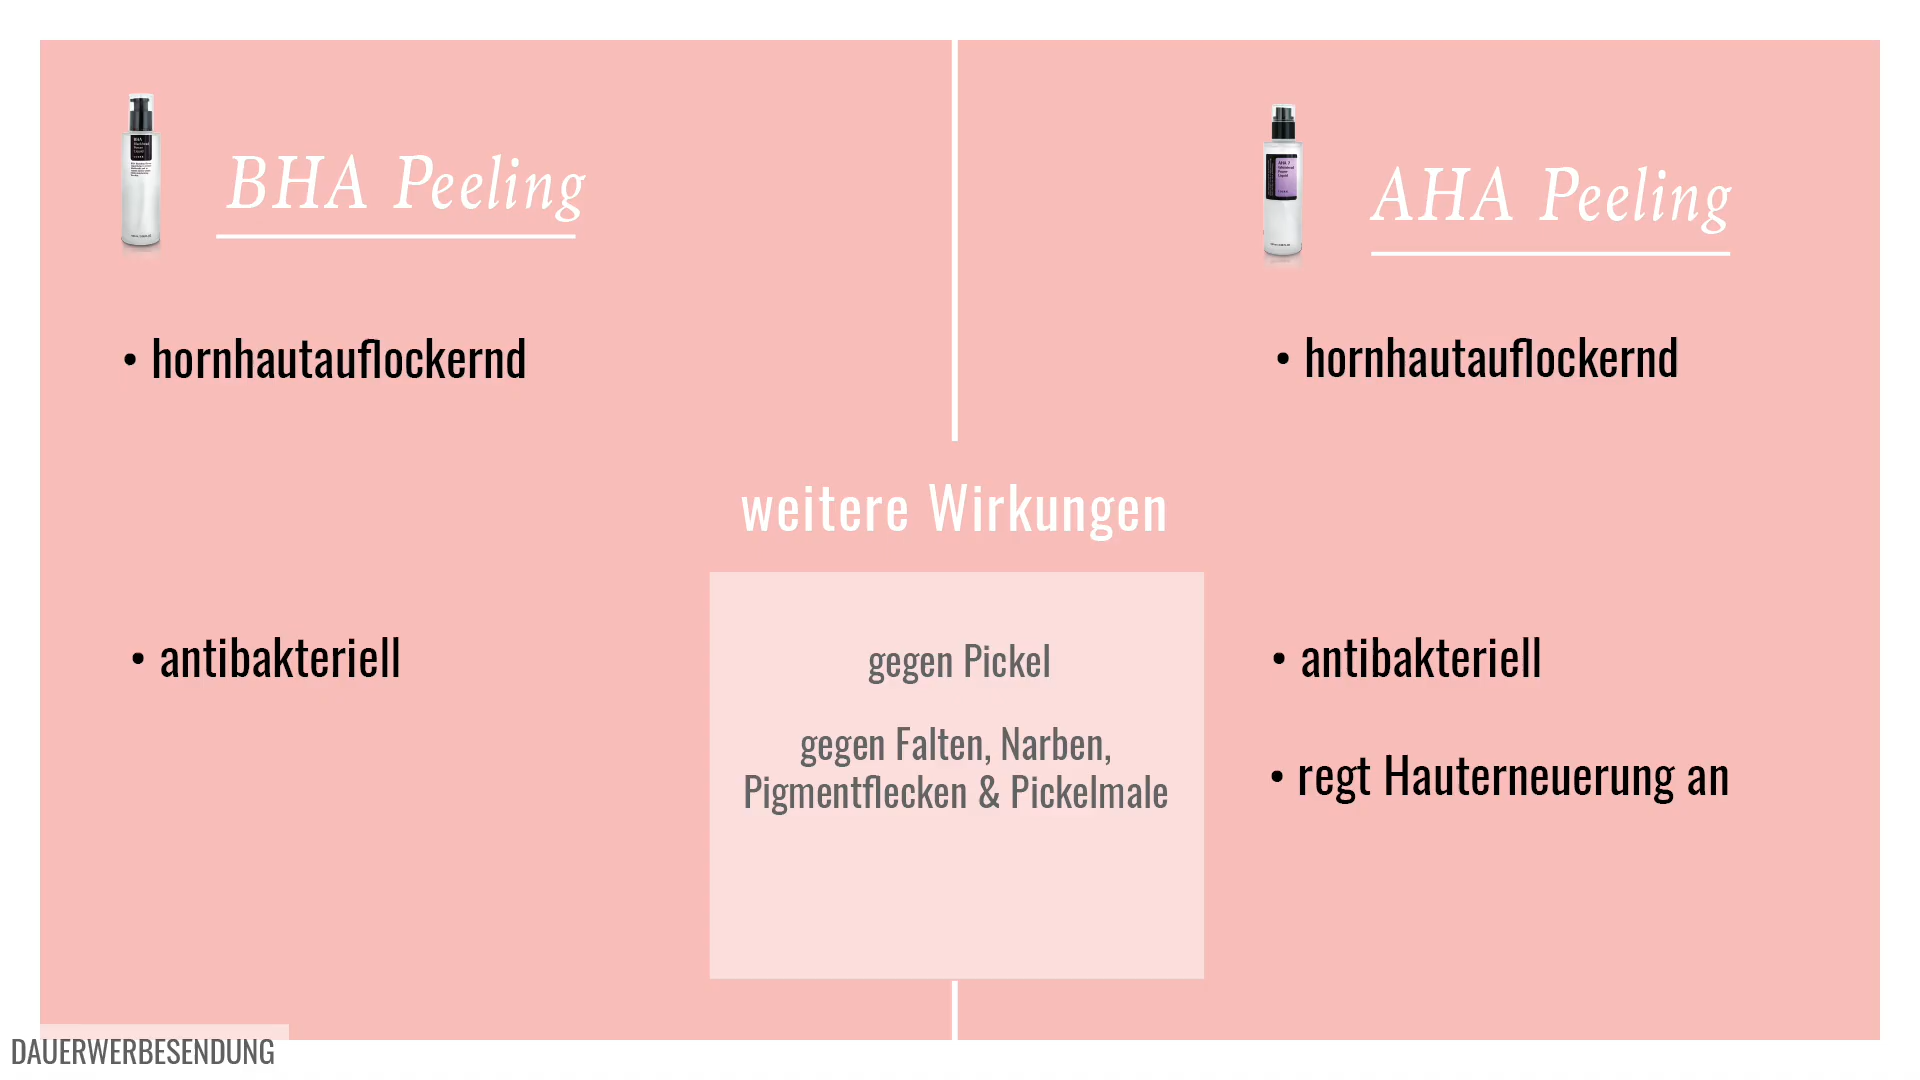 BHA Peeling
• hornhautauflockernd
AHA Peeling
• hornhautauflockernd
weitere Wirkungen
• antibakteriell
gegen Pickel
• antibakteriell
gegen Falten, Narben,
Pigmentflecken & Pickelmale
• regt Hauterneuerung an
DAUERWERBESENDUNG